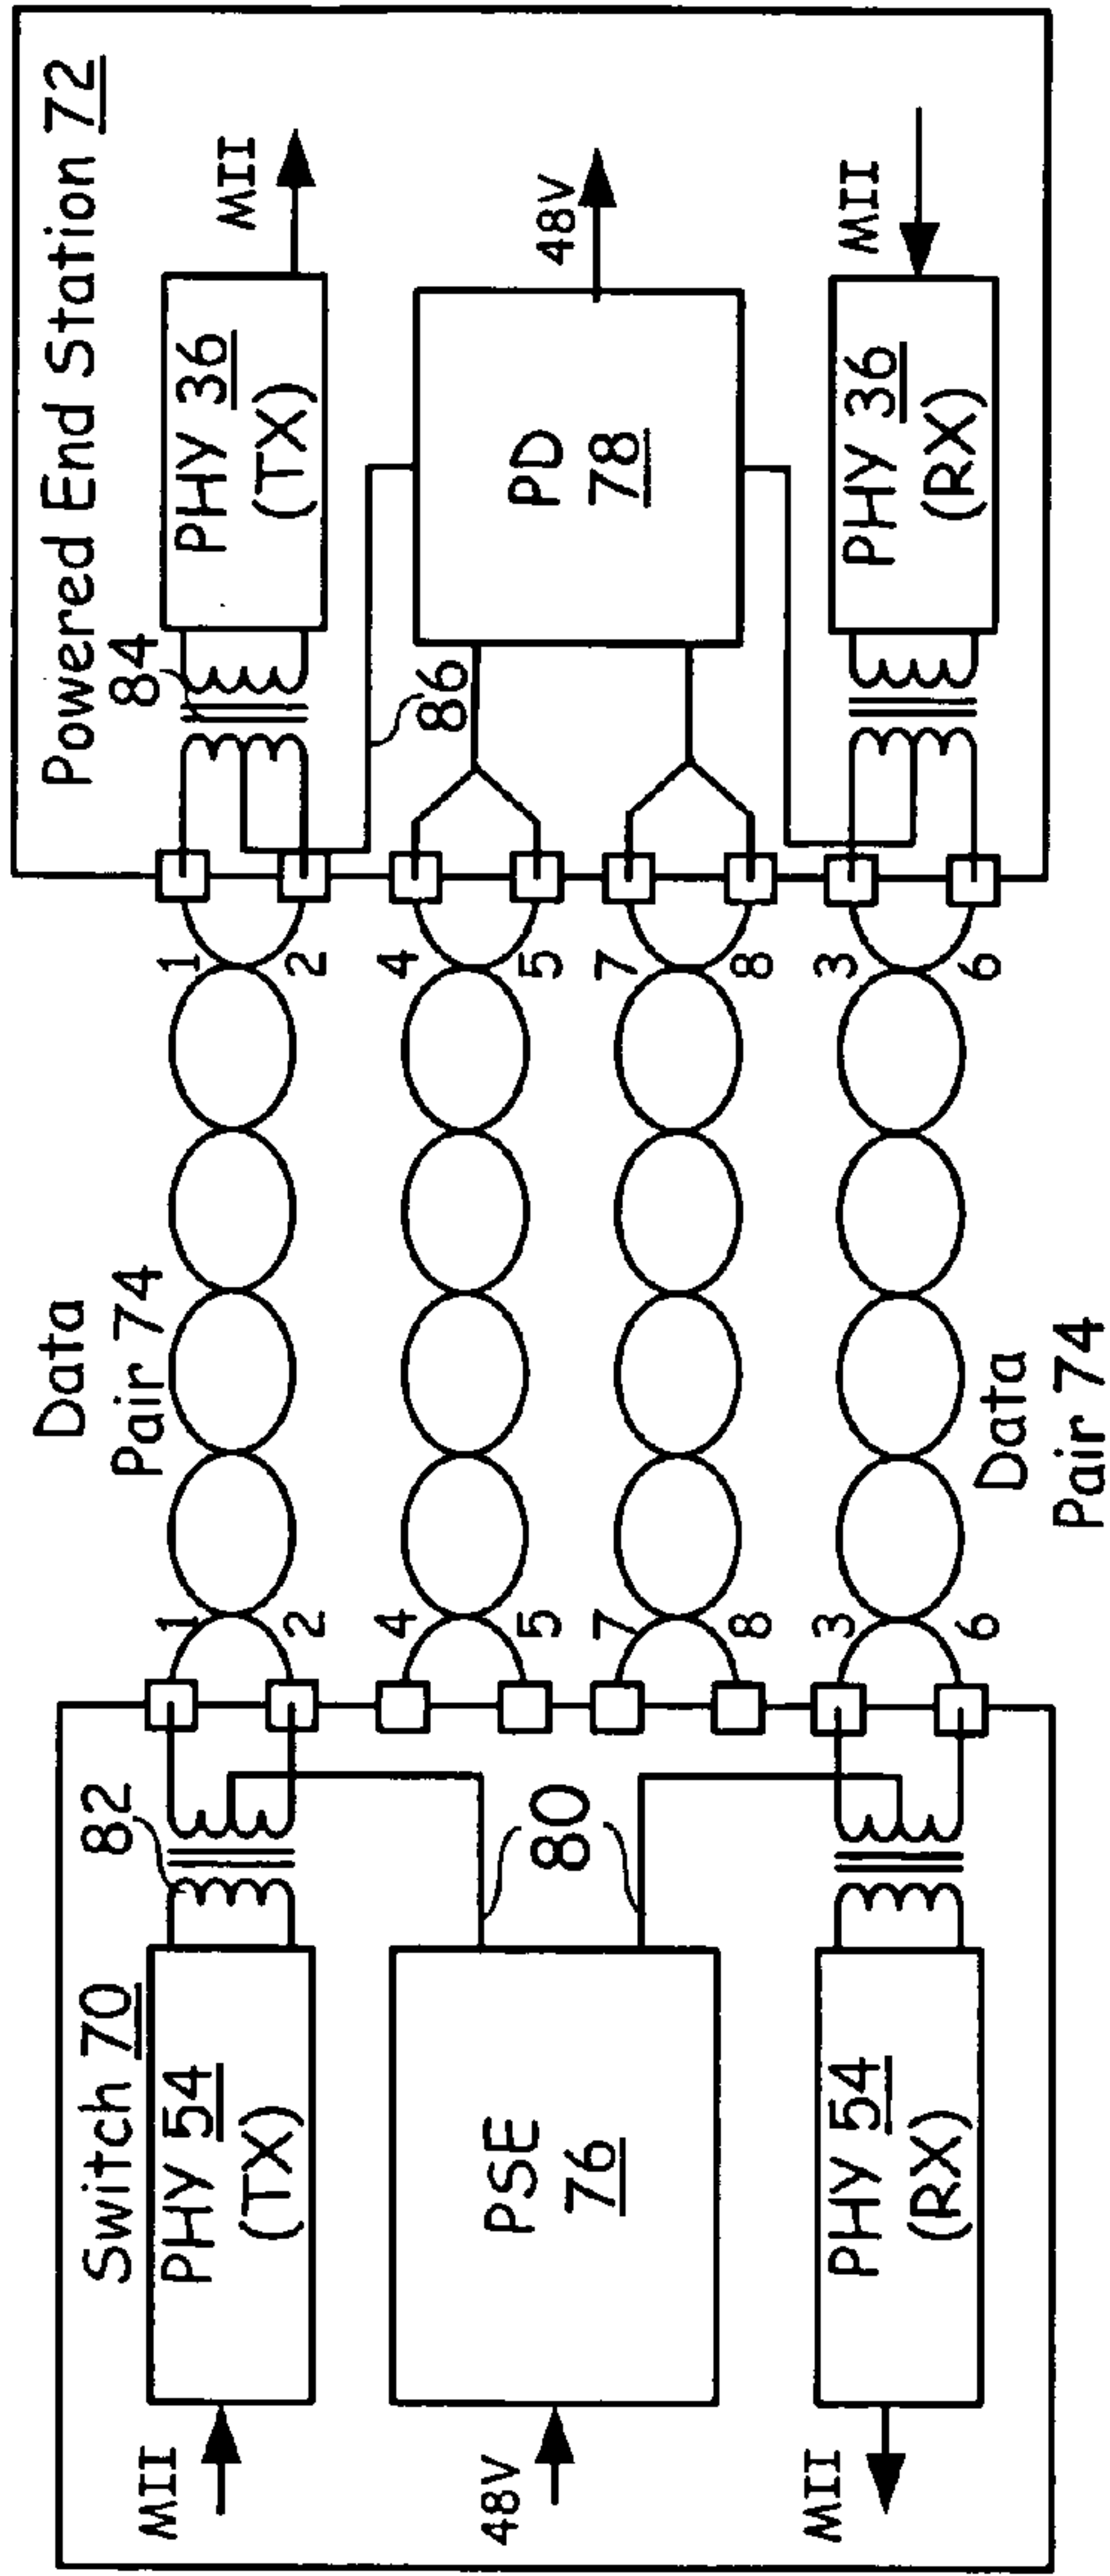 Switch 70
MII
PHY 54
(TX)
82
48V
PSE
76
80
MII
PHY 54
(RX)
1
2
4
5
7
8
3
6
Data
Pair 74
Data
Pair 74
1
2
4
5
7
8
3
6
Powered End Station 72
84
PHY 36
(TX)
MII
86
PD
78
48V
PHY 36
(RX)
MII